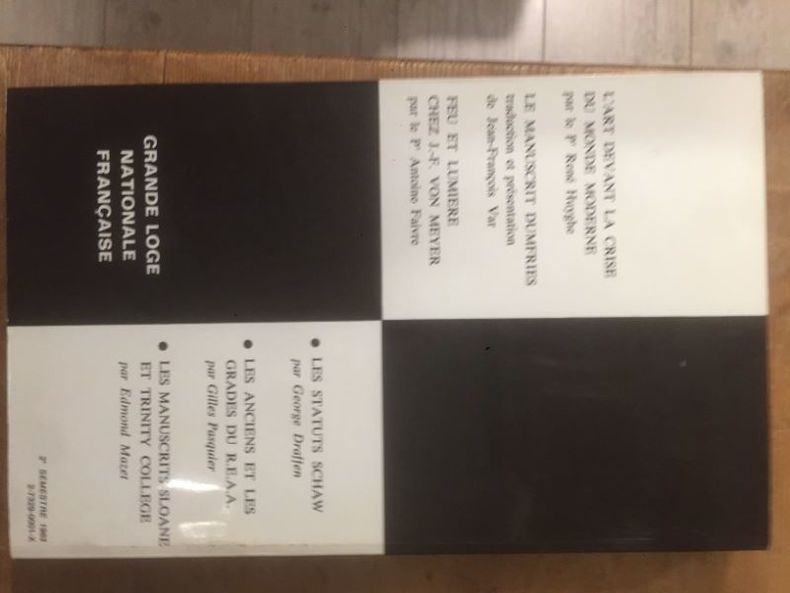 L'ART DEVANT LA CRISE
DU MONDE MODERNE
par le Pr René Huyghe
LE MANUSCRIT DUMFRIES
traduction et présentation
de Jean-François Var
FEU ET LUMIERE
CHEZ J.-F. VON MEYER
par le Pr Antoine Faivre
● LES STATUTS SCHAW
par George Draffen
● LES ANCIENS ET LES
GRADES DU R.E.A.A.
par Gilles Pasquier
● LES MANUSCRITS SLOANE
ET TRINITY COLLEGE
par Edmond Mazet
GRANDE LOGE
NATIONALE
FRANÇAISE
2e SEMESTRE